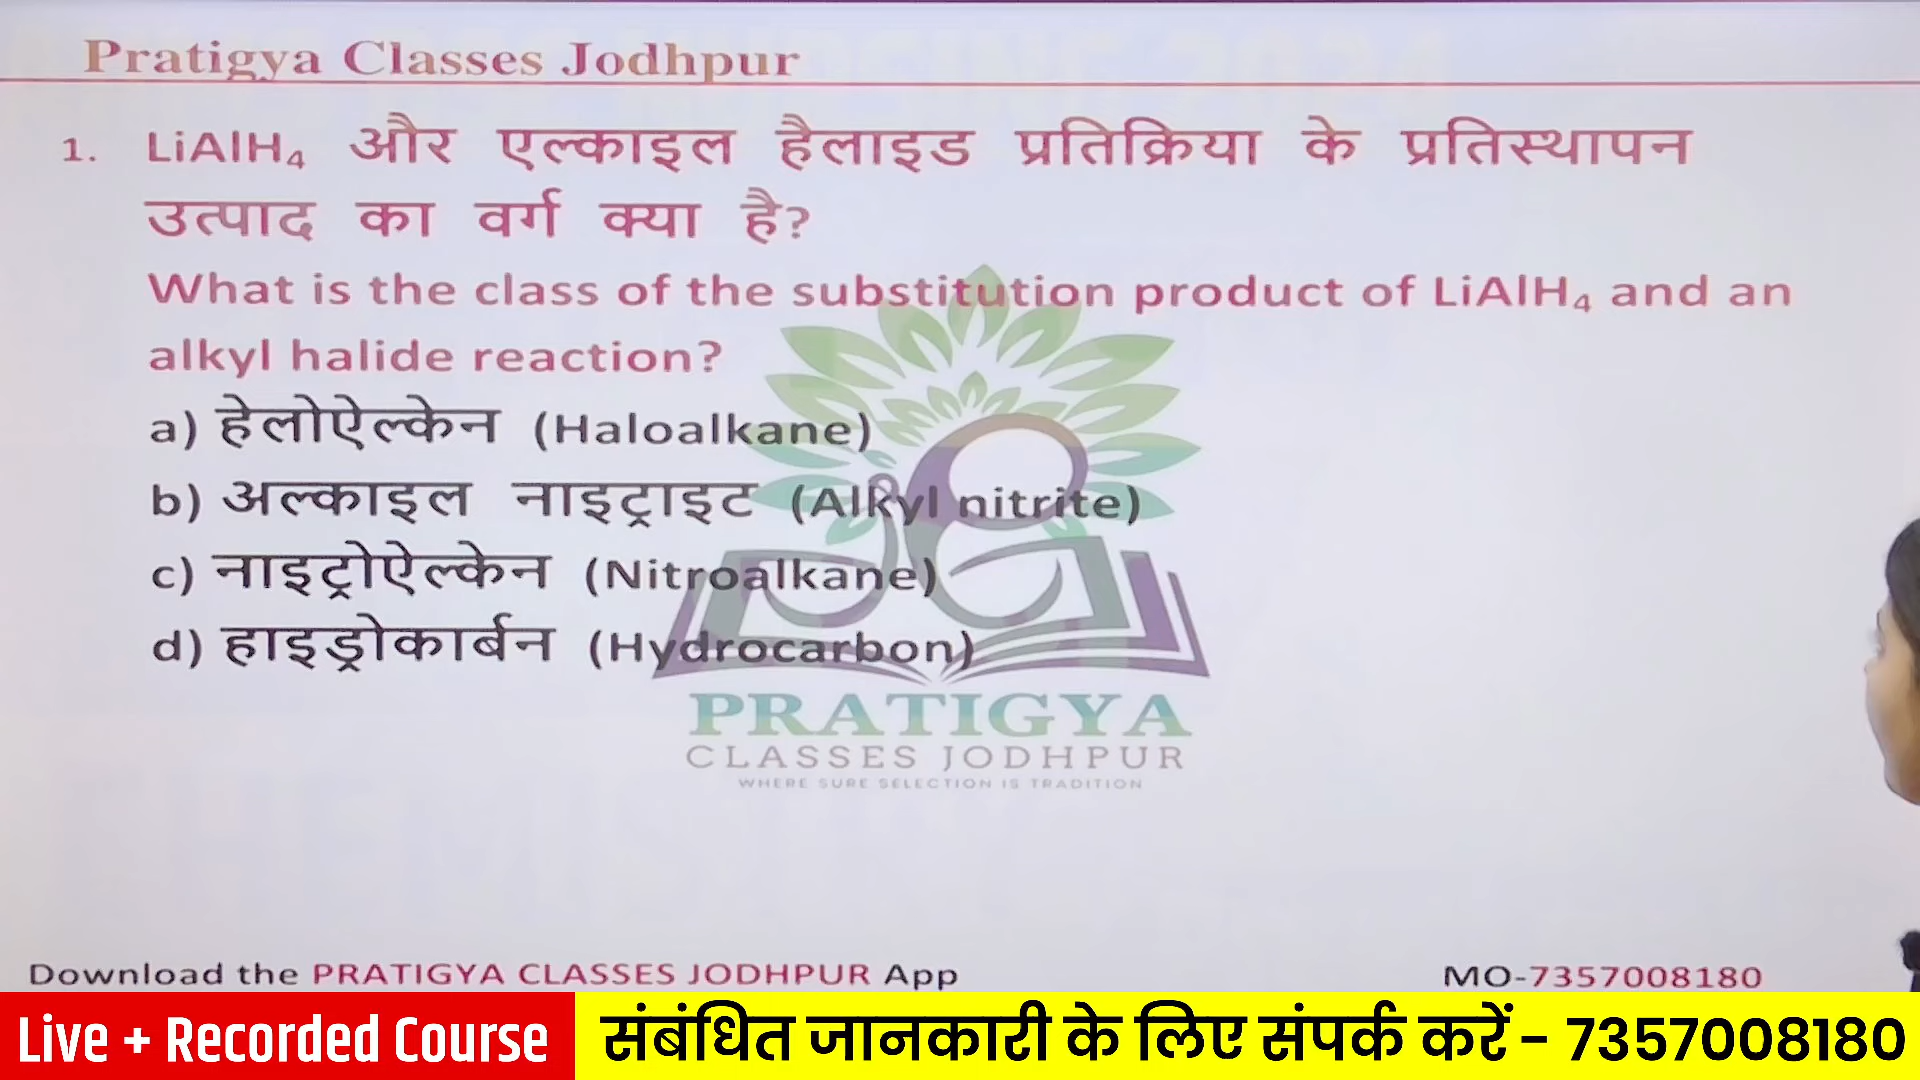 Pratigya Classes Jodhpur
1. LiAlH₄ और एल्काइल हैलाइड प्रतिक्रिया के प्रतिस्थापन
उत्पाद का वर्ग क्या है?
What is the class of the substitution product of LiAlH₄ and an
alkyl halide reaction?
a) हेलोऐल्केन (Haloalkane)
b) अल्काइल नाइट्राइट (Alkyl nitrite)
c) नाइट्रोऐल्केन (Nitroalkane)
d) हाइड्रोकार्बन (Hydrocarbon)
PRATIGYA
CLASSES JODHPUR
WHERE SURE SELECTION IS TRADITION
Download the PRATIGYA CLASSES JODHPUR App MO-7357008180
Live + Recorded Course संबंधित जानकारी के लिए संपर्क करें - 7357008180